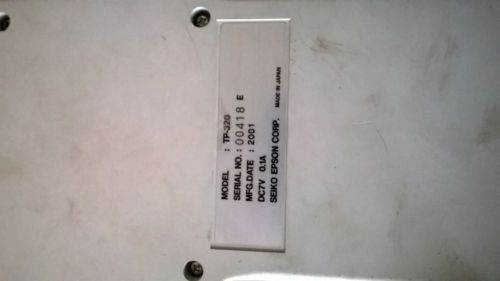 MODEL : TP-320
SERIAL NO.: 00418 E
MFG.DATE : 2001
DC7V 0.1A
SEIKO EPSON CORP. MADE IN JAPAN